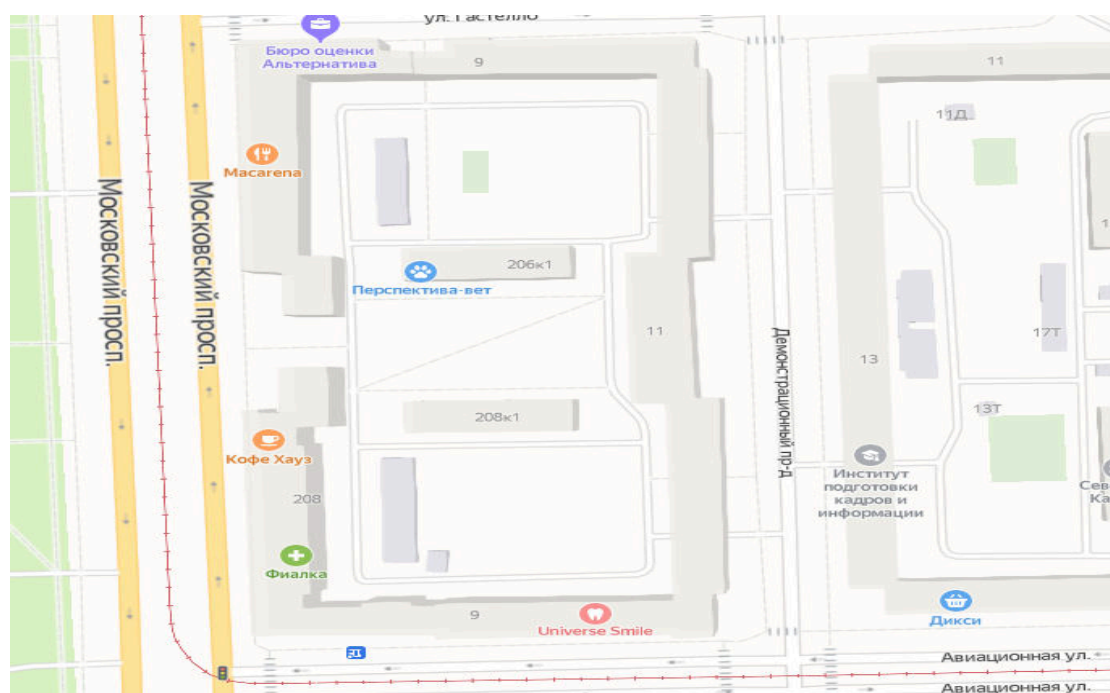 ул. Гастелло
Бюро оценки
Альтернатива
9
11
11Д
Macarena
Московский просп.
Московский просп.
206к1
Перспектива-вет
11
Демонстрационный пр-д
13
17Т
13Т
208к1
Кофе Хауз
208
Институт
подготовки
кадров и
информации
Сев
Ка
Фиалка
9
Universe Smile
Дикси
Авиационная ул.
Авиационная ул.